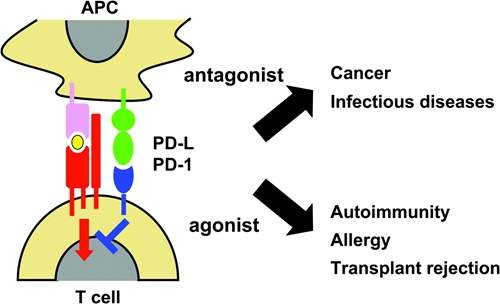 APC
antagonist
Cancer
Infectious diseases
PD-L
PD-1
agonist
Autoimmunity
Allergy
Transplant rejection
T cell